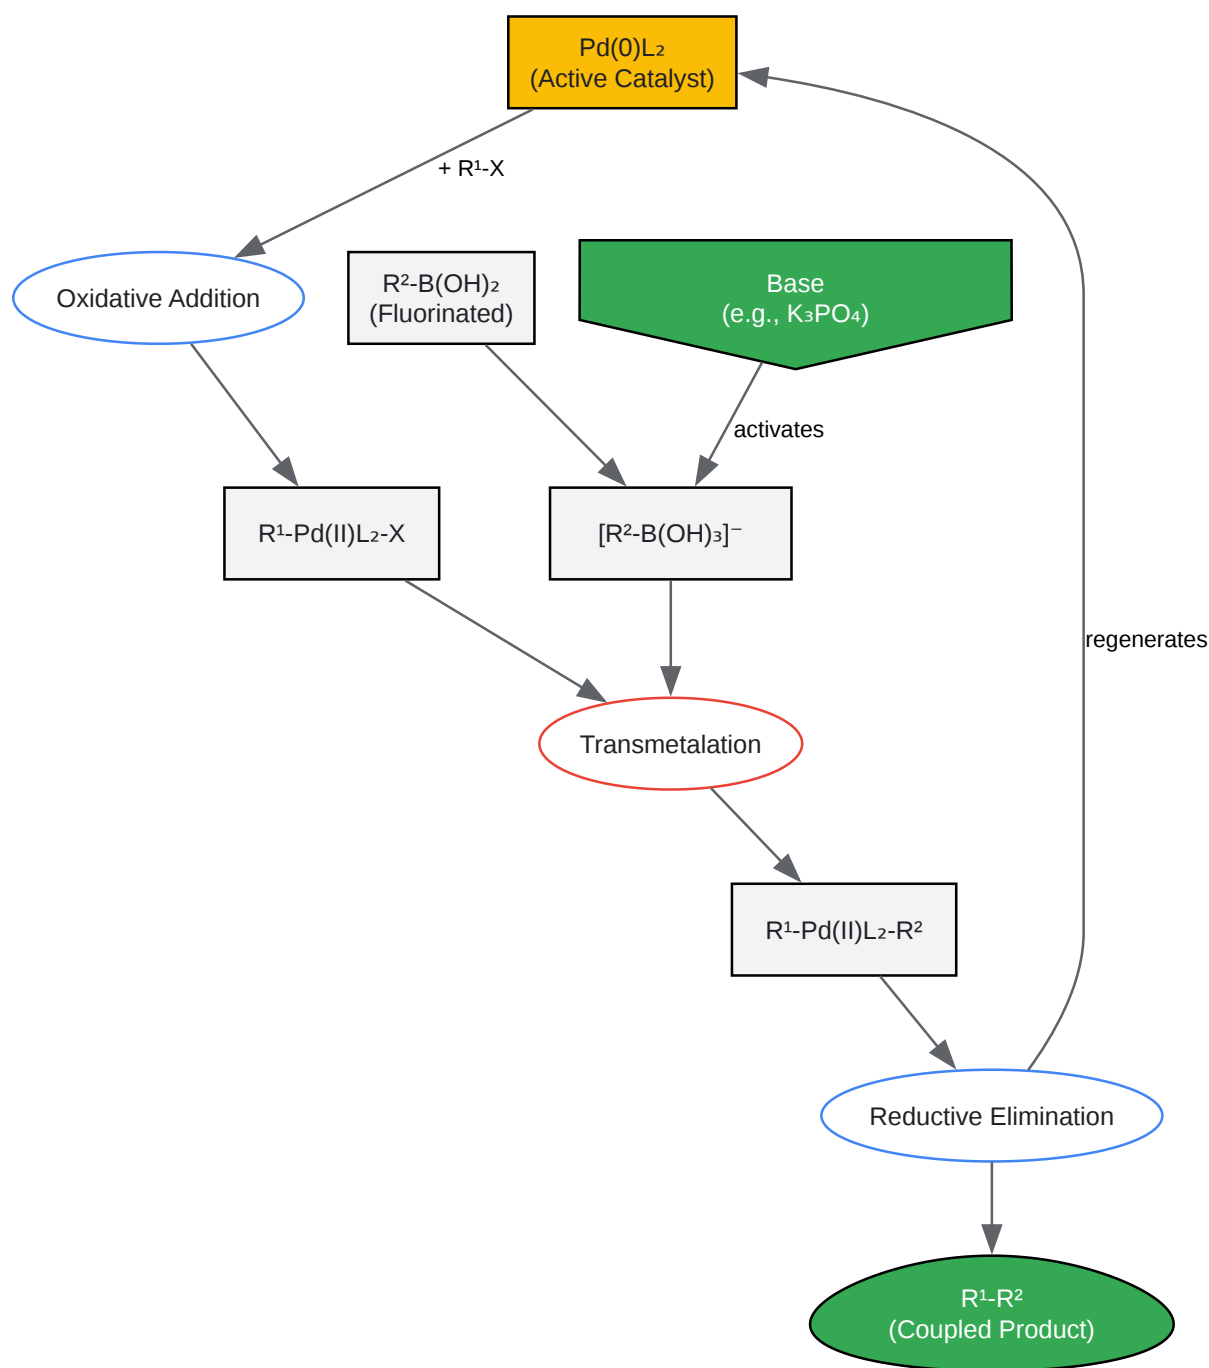 Pd(0)L₂
(Active Catalyst)
+ R¹-X
Oxidative Addition
R²-B(OH)₂
(Fluorinated)
Base
(e.g., K₃PO₄)
activates
R¹-Pd(II)L₂-X
[R²-B(OH)₃]⁻
regenerates
Transmetalation
R¹-Pd(II)L₂-R²
Reductive Elimination
R¹-R²
(Coupled Product)